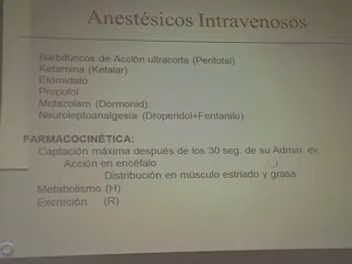 Anestésicos Intravenosos
Barbitúricos de Acción ultracorta (Pentotal)
Ketamina (Ketalar)
Etomidato
Propofol
Midazolam (Dormonid)
Neuroleptoanalgesia (Droperidol+Fentanilo)
FARMACOCINÉTICA:
Captación máxima después de los 30 seg. de su Admin. ev
Acción en encéfalo
Distribución en músculo estriado y grasa
Metabolismo (H)
Excreción (R)